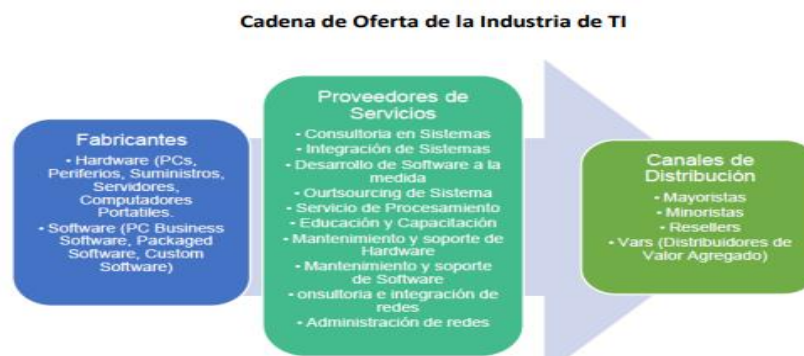 Cadena de Oferta de la Industria de TI
Fabricantes
• Hardware (PCs,
Periferios, Suministros,
Servidores,
Computadores
Portatiles.
• Software (PC Business
Software, Packaged
Software, Custom
Software)
Proveedores de
Servicios
• Consultoria en Sistemas
• Integración de Sistemas
• Desarrollo de Software a la
medida
• Ourtsourcing de Sistema
• Servicio de Procesamiento
• Educación y Capacitación
• Mantenimiento y soporte de
Hardware
• Mantenimiento y soporte
de Software
• onsultoria e integración de
redes
• Administración de redes
Canales de
Distribución
• Mayoristas
• Minoristas
• Resellers
• Vars (Distribuidores de
Valor Agregado)